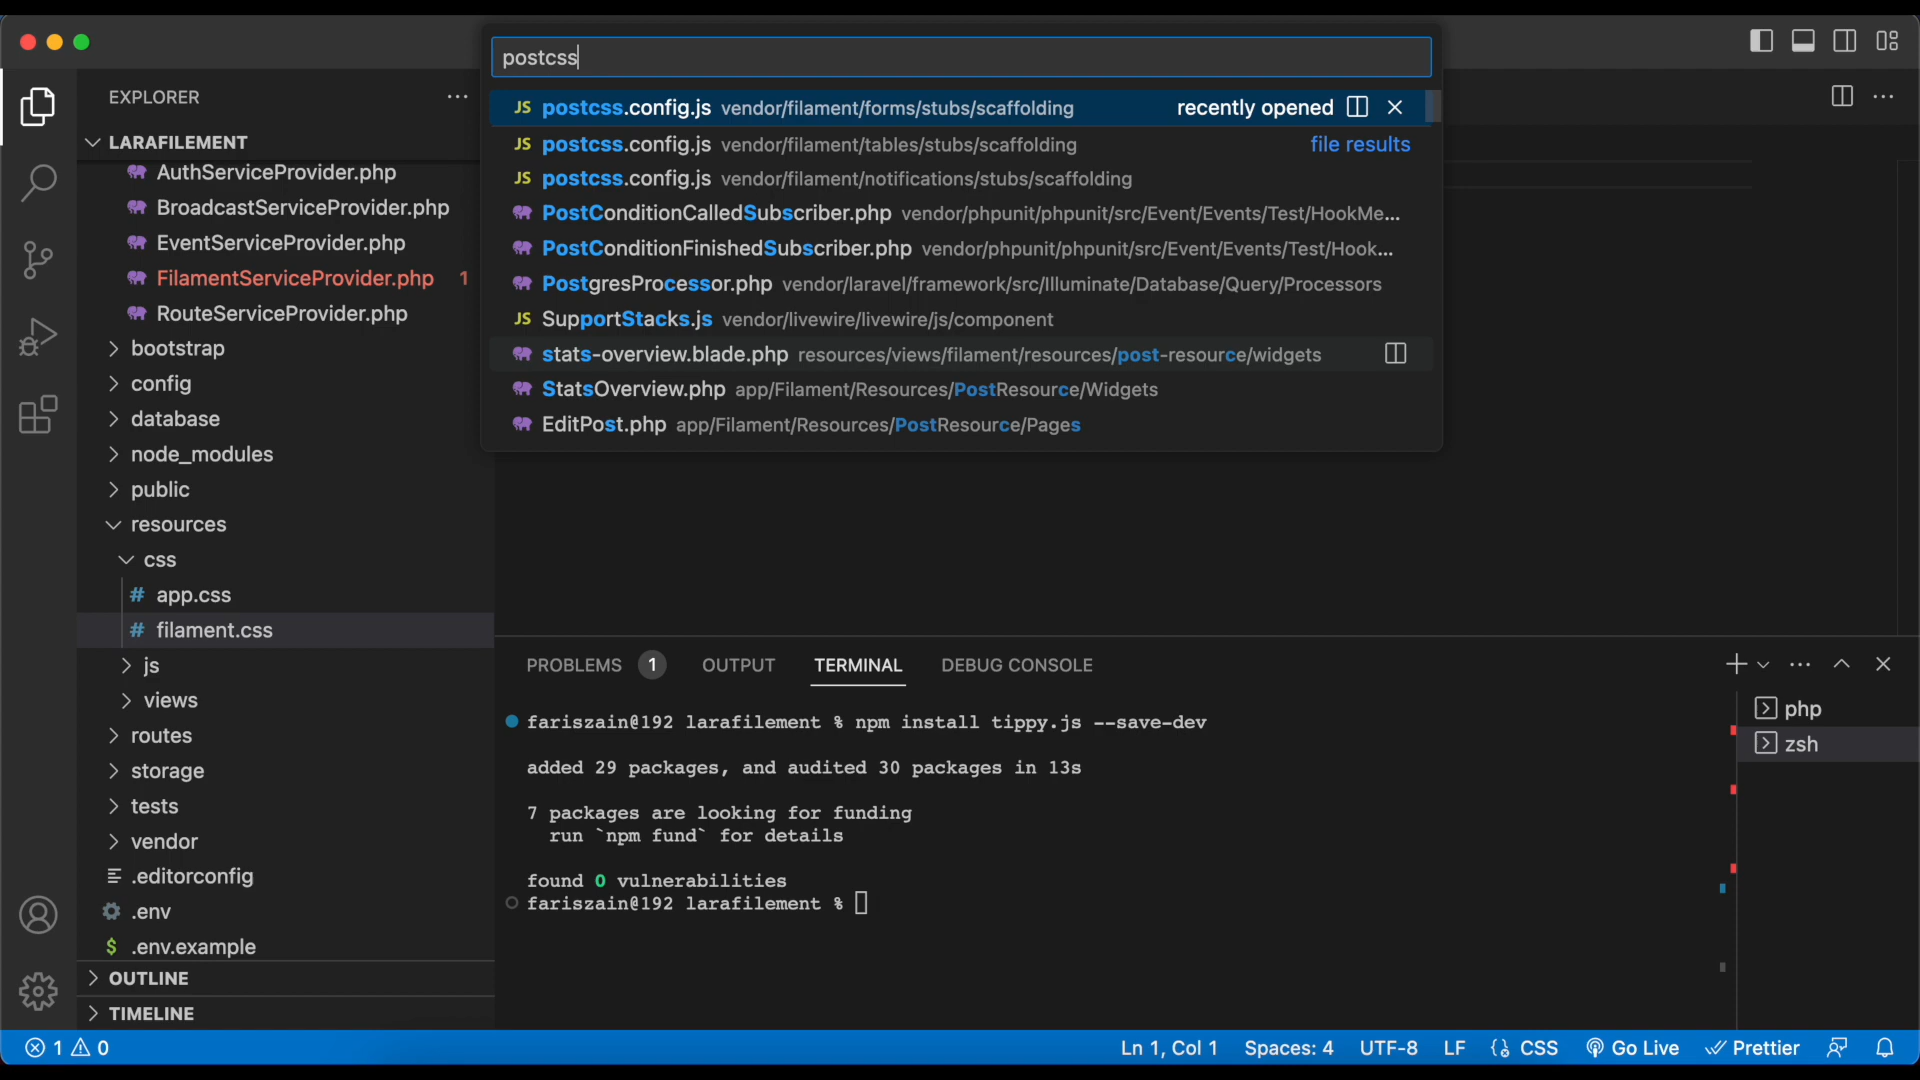 postcss
EXPLORER
LARAFILEMENT
AuthServiceProvider.php
BroadcastServiceProvider.php
EventServiceProvider.php
FilamentServiceProvider.php 1
RouteServiceProvider.php
bootstrap
config
database
node_modules
public
resources
css
# app.css
# filament.css
js
views
routes
storage
tests
vendor
.editorconfig
.env
$ .env.example
OUTLINE
TIMELINE
JS postcss.config.js vendor/filament/forms/stubs/scaffolding recently opened
JS postcss.config.js vendor/filament/tables/stubs/scaffolding file results
JS postcss.config.js vendor/filament/notifications/stubs/scaffolding
PostConditionCalledSubscriber.php vendor/phpunit/phpunit/src/Event/Events/Test/HookMe...
PostConditionFinishedSubscriber.php vendor/phpunit/phpunit/src/Event/Events/Test/Hook...
PostgresProcessor.php vendor/laravel/framework/src/Illuminate/Database/Query/Processors
JS SupportStacks.js vendor/livewire/livewire/js/component
stats-overview.blade.php resources/views/filament/resources/post-resource/widgets
StatsOverview.php app/Filament/Resources/PostResource/Widgets
EditPost.php app/Filament/Resources/PostResource/Pages
PROBLEMS 1 OUTPUT TERMINAL DEBUG CONSOLE
fariszain@192 larafilement % npm install tippy.js --save-dev
added 29 packages, and audited 30 packages in 13s
7 packages are looking for funding
run `npm fund` for details
found 0 vulnerabilities
fariszain@192 larafilement %
php
zsh
1 0
Ln 1, Col 1 Spaces: 4 UTF-8 LF CSS Go Live Prettier